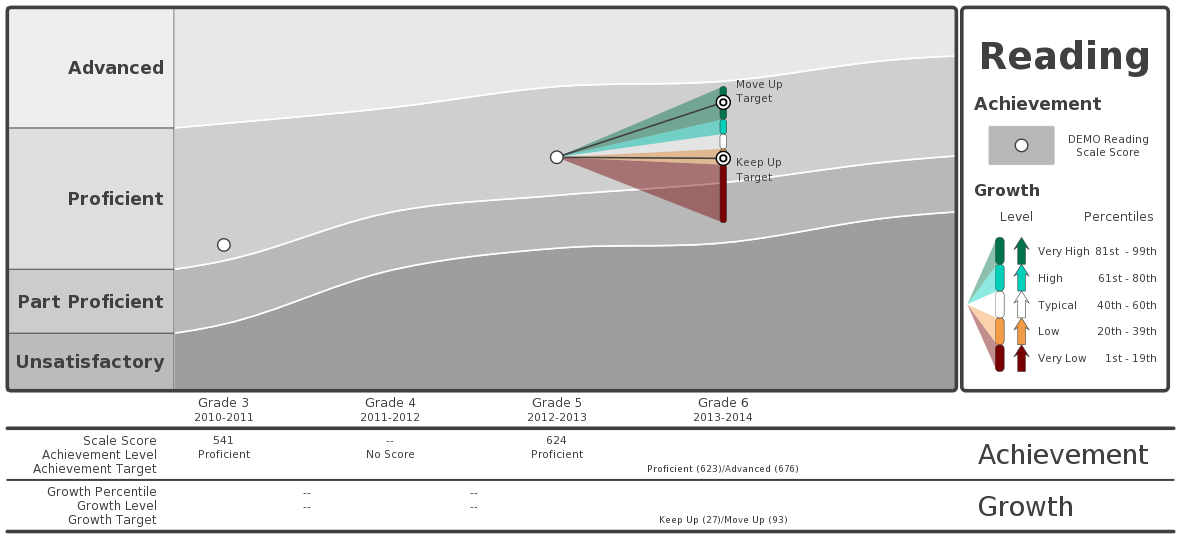 Advanced
Proficient
Part Proficient
Unsatisfactory
Move Up
Target
Keep Up
Target
Reading
Achievement
DEMO Reading
Scale Score
Growth
Level Percentiles
Very High 81st - 99th
High 61st - 80th
Typical 40th - 60th
Low 20th - 39th
Very Low 1st - 19th
Grade 3 Grade 4 Grade 5 Grade 6
2010-2011 2011-2012 2012-2013 2013-2014
Scale Score 541 -- 624
Achievement Level Proficient No Score Proficient
Achievement Target Proficient (623)/Advanced (676)
Achievement
Growth Percentile -- --
Growth Level -- --
Growth Target Keep Up (27)/Move Up (93)
Growth